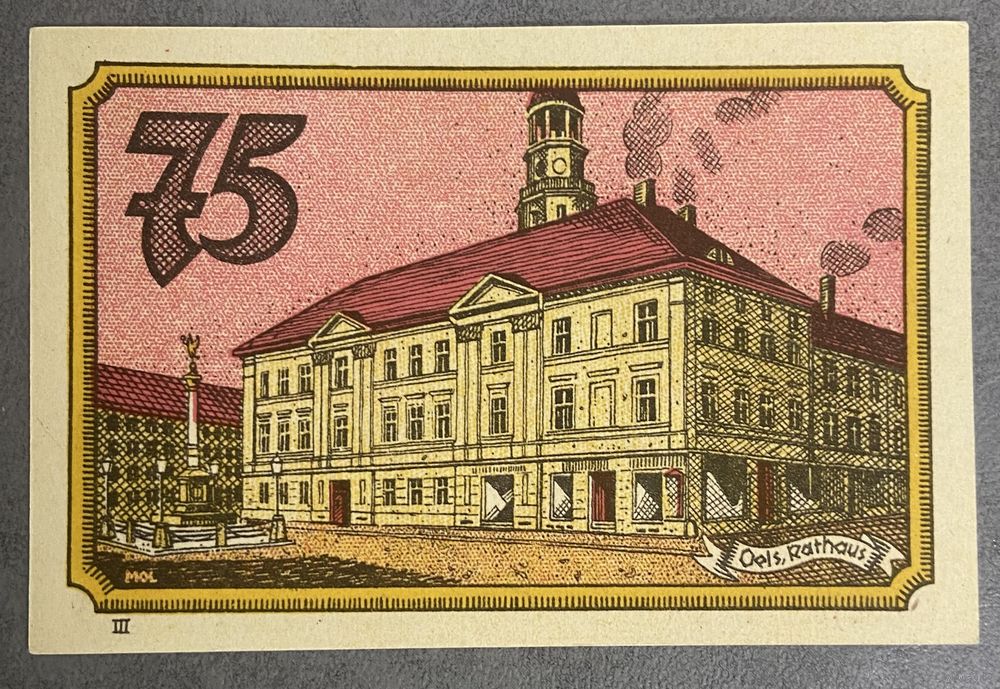 75
Oels, Rathaus
MOL
III